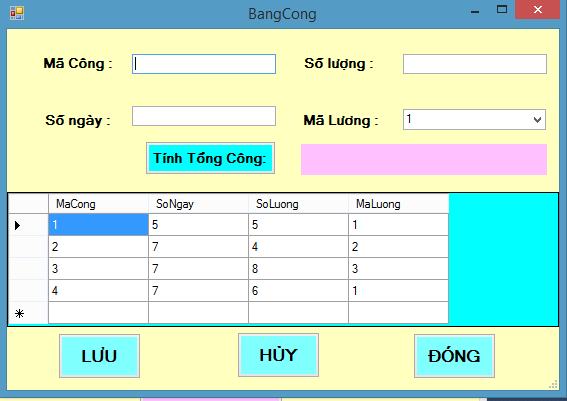 BangCong
Mã Công : Số lượng :
Số ngày : Mã Lương : 1
Tính Tổng Công:
MaCong SoNgay SoLuong MaLuong
1 5 5 1
2 7 4 2
3 7 8 3
4 7 6 1
LƯU HỦY ĐÓNG